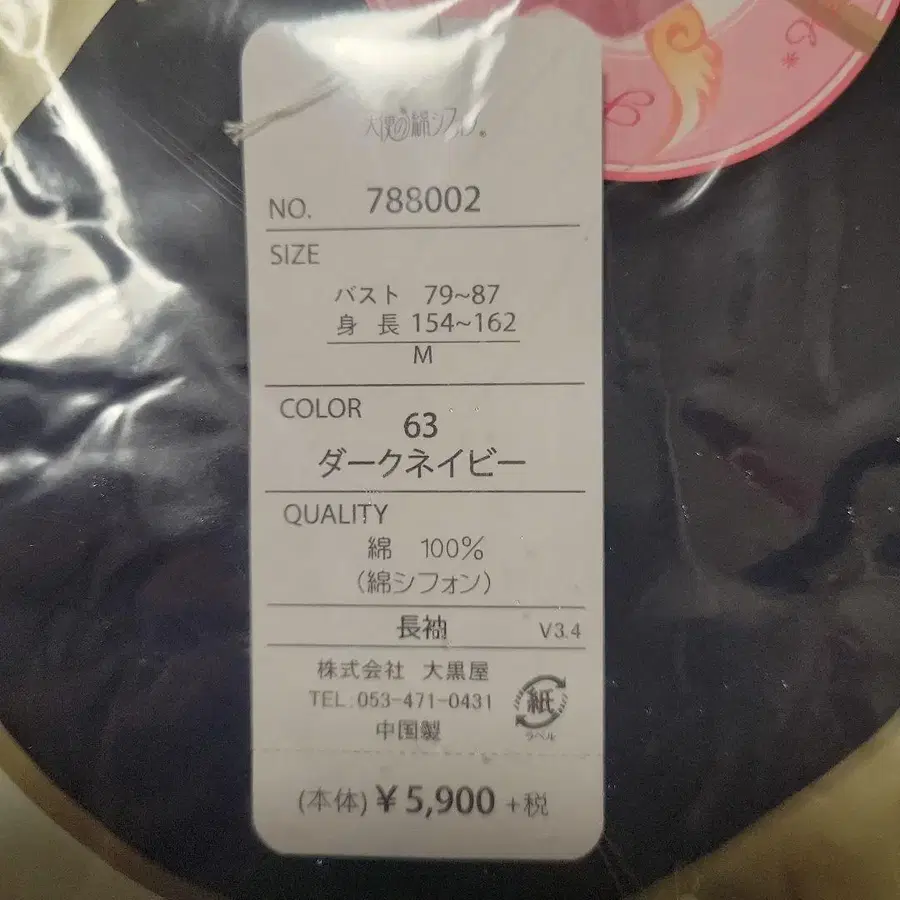 天使の綿シフォン®
NO. 788002
SIZE
バスト 79~87
身 長 154~162
M
COLOR
63
ダークネイビー
QUALITY
綿 100%
(綿シフォン)
長袖 V3.4
株式会社 大黒屋
TEL:053-471-0431
中国製
紙
ラベル
(本体)¥5,900 +税